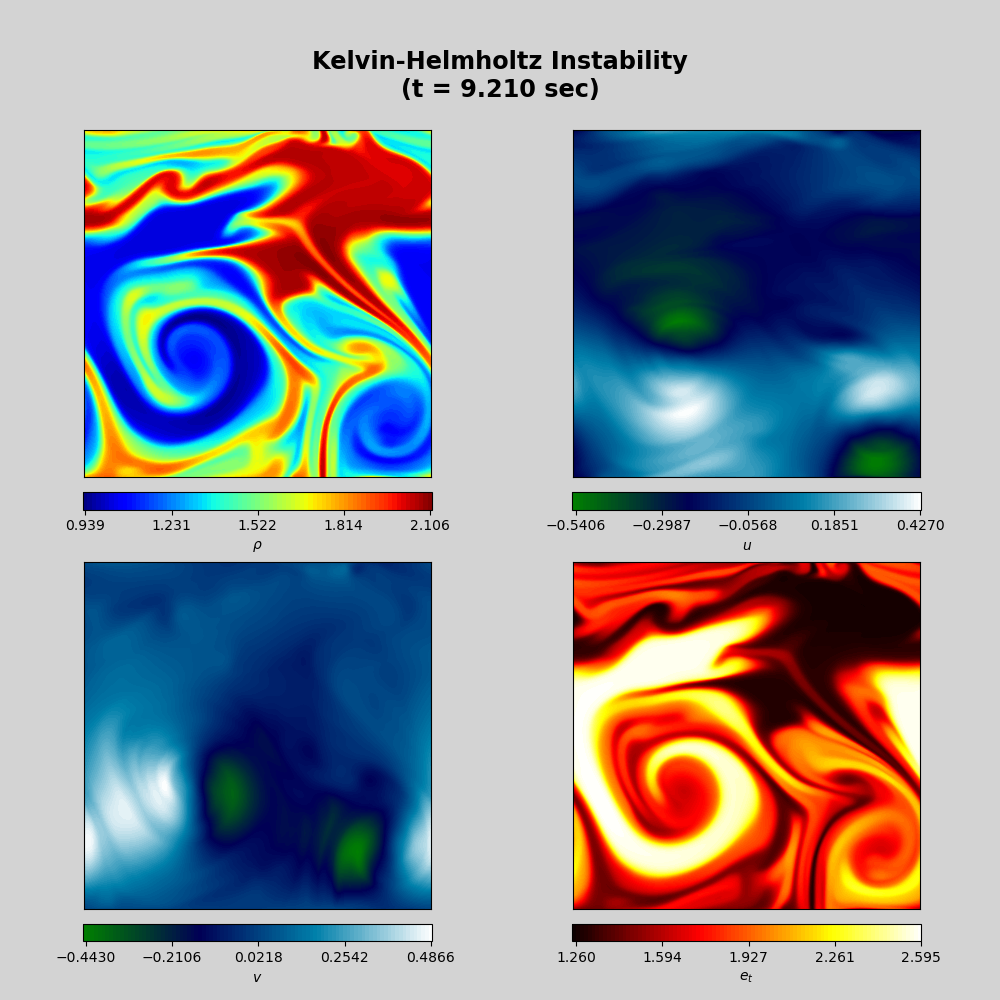 Kelvin-Helmholtz Instability
(t = 9.210 sec)
0.939 1.231 1.522 1.814 2.106
ρ
−0.5406 −0.2987 −0.0568 0.1851 0.4270
u
−0.4430 −0.2106 0.0218 0.2542 0.4866
v
1.260 1.594 1.927 2.261 2.595
eₜ